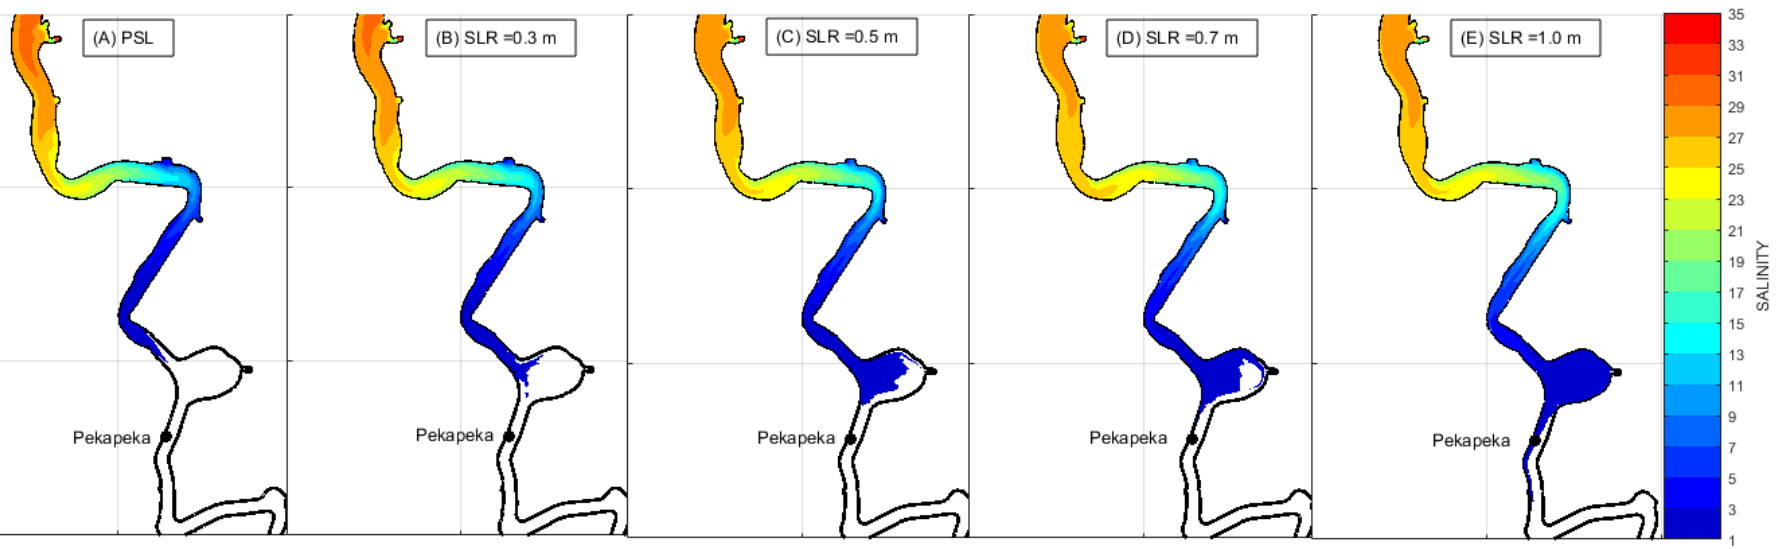 (A) PSL
(B) SLR =0.3 m
(C) SLR =0.5 m
(D) SLR =0.7 m
(E) SLR =1.0 m
Pekapeka
Pekapeka
Pekapeka
Pekapeka
Pekapeka
35
33
31
29
27
25
23
21
19
17
15
13
11
9
7
5
3
1
SALINITY